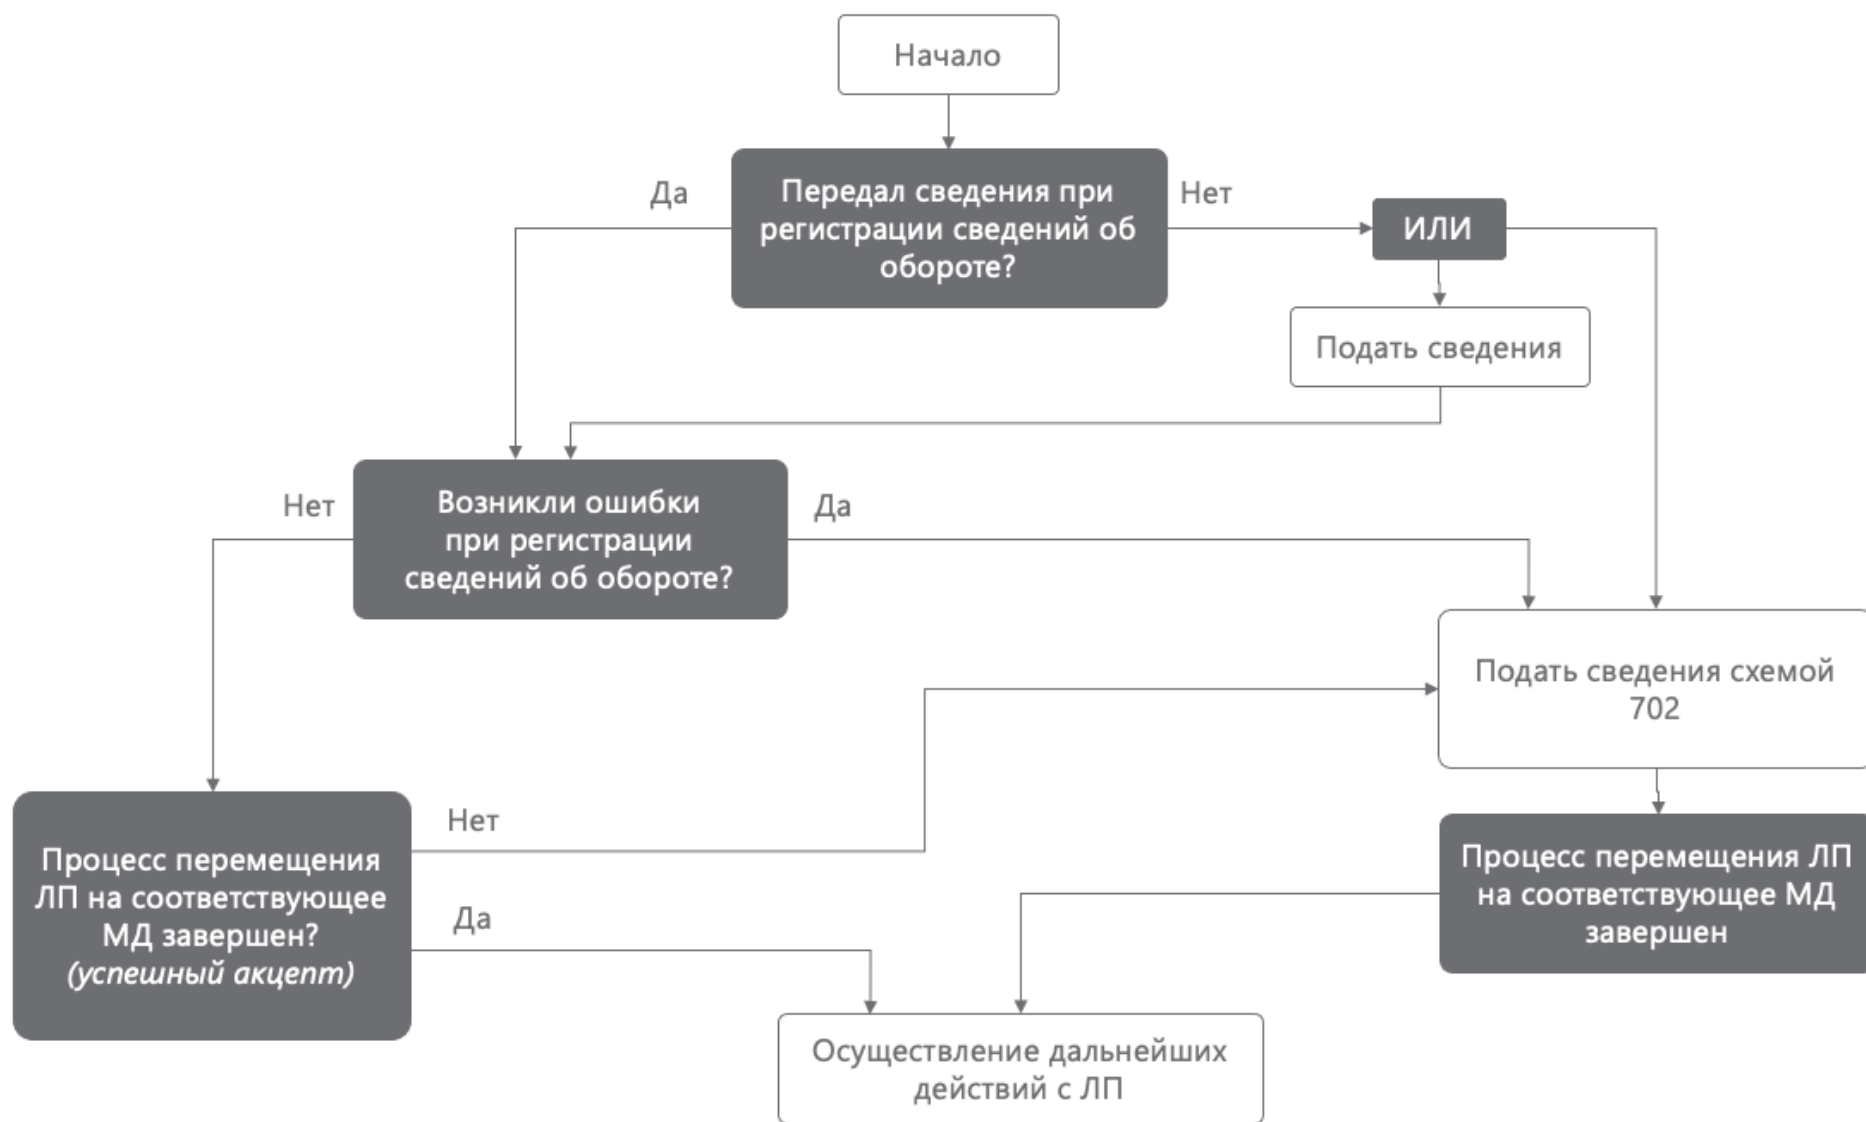 Начало
Передал сведения при
регистрации сведений об
обороте?
Да
Нет
ИЛИ
Подать сведения
Возникли ошибки
при регистрации
сведений об обороте?
Нет
Да
Подать сведения схемой
702
Процесс перемещения
ЛП на соответствующее
МД завершен?
(успешный акцепт)
Нет
Да
Процесс перемещения ЛП
на соответствующее МД
завершен
Осуществление дальнейших
действий с ЛП